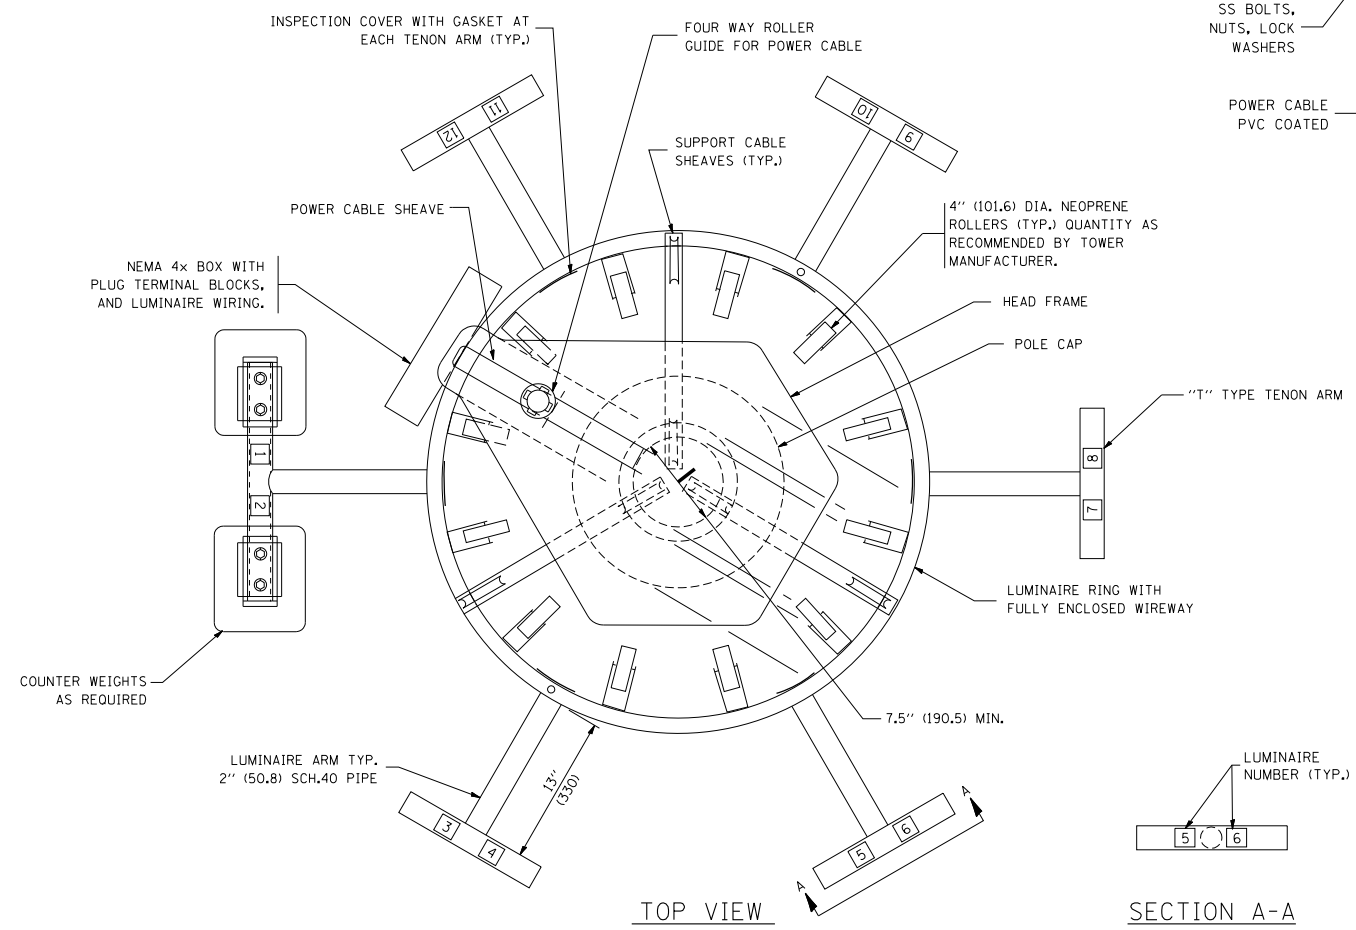 INSPECTION COVER WITH GASKET AT
EACH TENON ARM (TYP.)
FOUR WAY ROLLER
GUIDE FOR POWER CABLE
SS BOLTS,
NUTS, LOCK
WASHERS
POWER CABLE
PVC COATED
SUPPORT CABLE
SHEAVES (TYP.)
POWER CABLE SHEAVE
4" (101.6) DIA. NEOPRENE
ROLLERS (TYP.) QUANTITY AS
RECOMMENDED BY TOWER
MANUFACTURER.
NEMA 4x BOX WITH
PLUG TERMINAL BLOCKS,
AND LUMINAIRE WIRING.
HEAD FRAME
POLE CAP
"T" TYPE TENON ARM
12
11
10
9
8
7
1
2
LUMINAIRE RING WITH
FULLY ENCLOSED WIREWAY
COUNTER WEIGHTS
AS REQUIRED
7.5" (190.5) MIN.
LUMINAIRE ARM TYP.
2" (50.8) SCH.40 PIPE
13"
(330)
3
4
5
6
A
A
LUMINAIRE
NUMBER (TYP.)
5
6
TOP VIEW
SECTION A-A